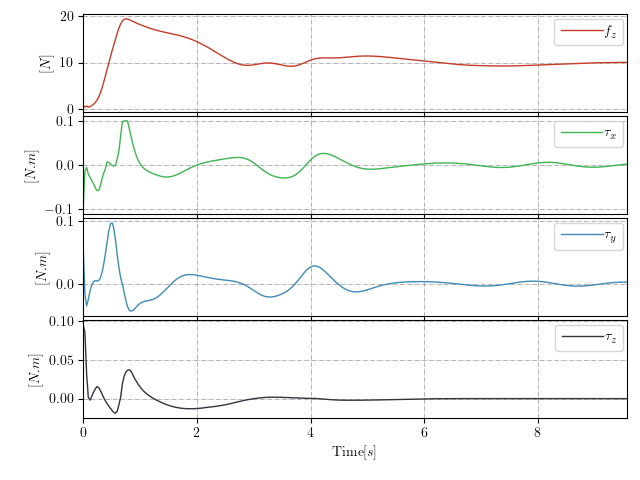 20
10
0
[N]
f_z
0.1
0.0
−0.1
[N.m]
τ_x
0.1
0.0
[N.m]
τ_y
0.10
0.05
0.00
[N.m]
τ_z
0 2 4 6 8
Time[s]